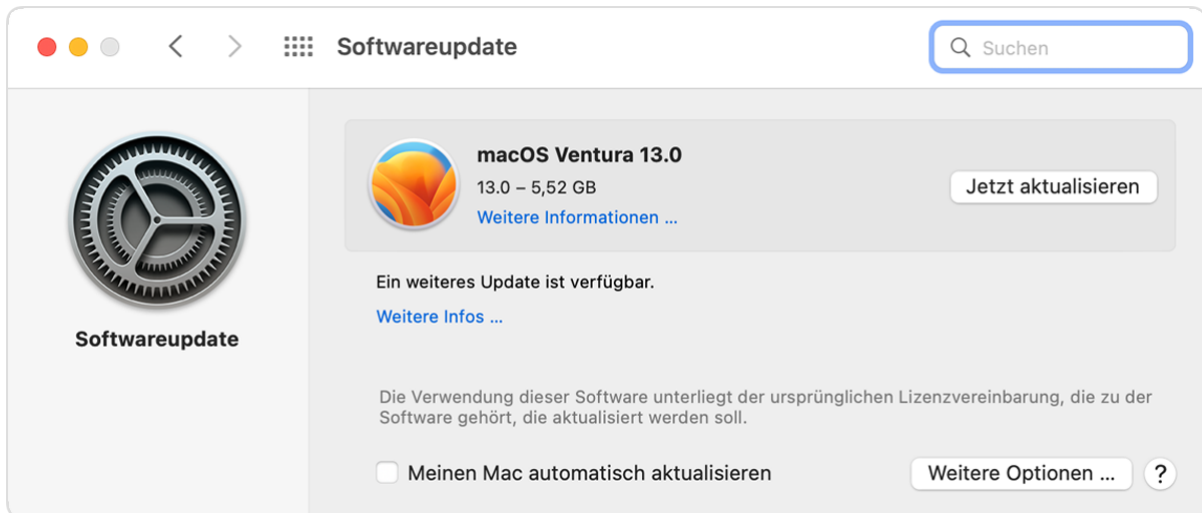 Softwareupdate
Suchen
Softwareupdate
macOS Ventura 13.0
13.0 – 5,52 GB
Weitere Informationen ...
Jetzt aktualisieren
Ein weiteres Update ist verfügbar.
Weitere Infos ...
Die Verwendung dieser Software unterliegt der ursprünglichen Lizenzvereinbarung, die zu der
Software gehört, die aktualisiert werden soll.
Meinen Mac automatisch aktualisieren
Weitere Optionen ...
?